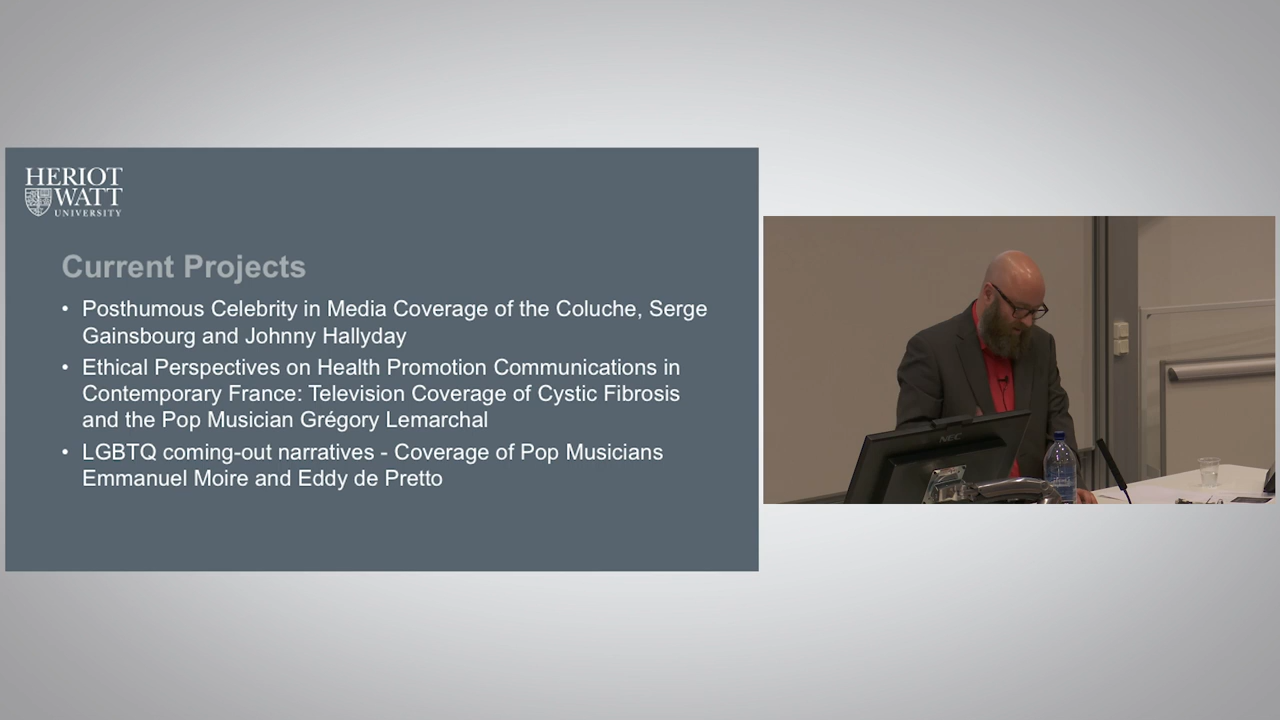 HERIOT
WATT
UNIVERSITY
Current Projects
• Posthumous Celebrity in Media Coverage of the Coluche, Serge
Gainsbourg and Johnny Hallyday
• Ethical Perspectives on Health Promotion Communications in
Contemporary France: Television Coverage of Cystic Fibrosis
and the Pop Musician Grégory Lemarchal
• LGBTQ coming-out narratives - Coverage of Pop Musicians
Emmanuel Moire and Eddy de Pretto
NEC